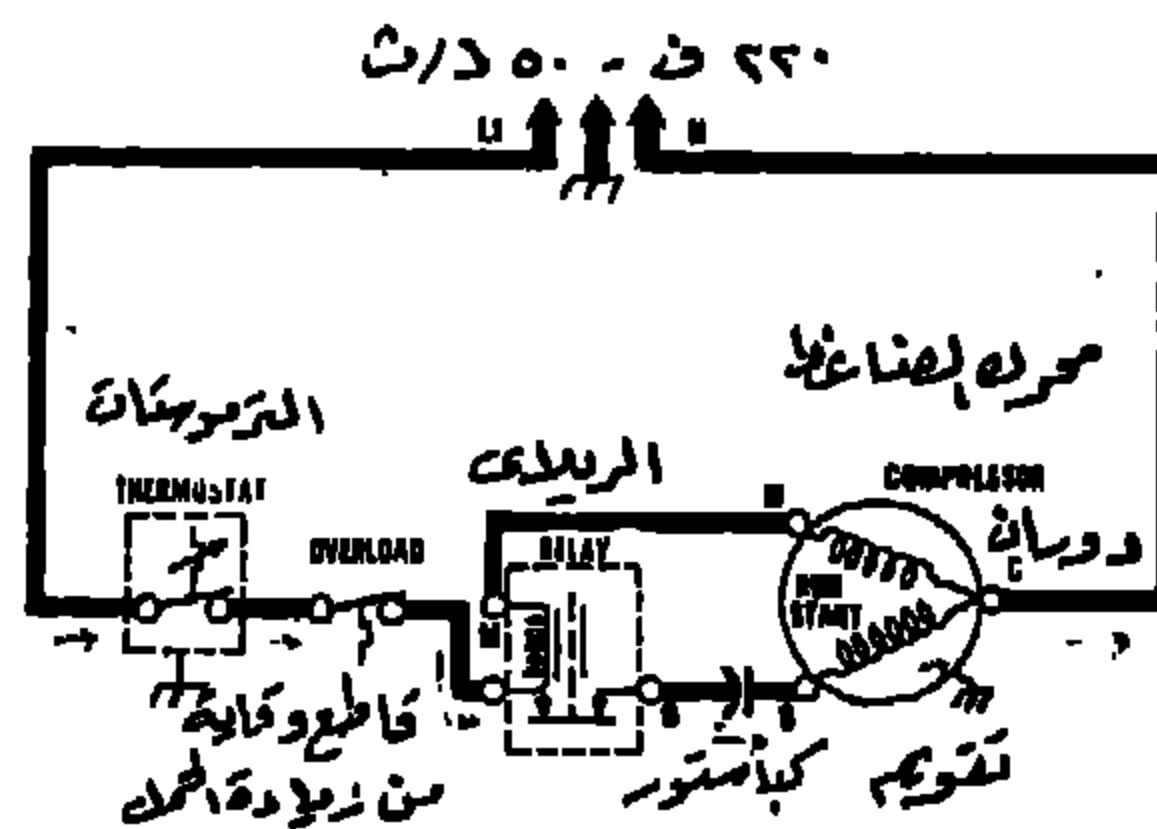 ٢٢٠ ف - ٥٠ د/ث
L1
N
محرك الضاغط
الترموستات
الريلاى
THERMOSTAT
OVERLOAD
RELAY
M
COMPRESOR
دوران
C
RUN
START
M
S
S
قاطع وقاية
من زيادة الحمل
كباستور
تقويم